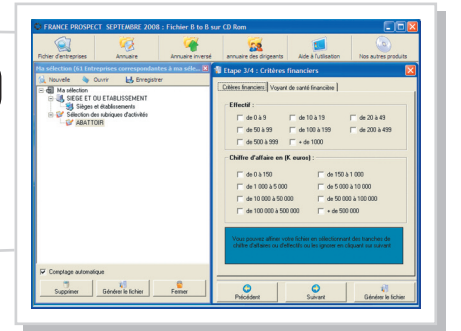 FRANCE PROSPECT SEPTEMBRE 2008 : Fichier B to B sur CD Rom
Fichier d'entreprises
Annuaire
Annuaire inversé
annuaire des dirigeants
Aide à l'utilisation
Nos autres produits
Ma sélection (61 Entreprises correspondantes à ma séle...
Nouvelle
Ouvrir
Enregistrer
Ma sélection
SIEGE ET OU ETABLISSEMENT
Sièges et établissements
Sélection des rubriques d'activités
ABATTOIR
Comptage automatique
Supprimer
Générer le fichier
Fermer
Etape 3/4 : Critères financiers
Critères financiers
Voyant de santé financière
Effectif :
de 0 à 9
de 10 à 19
de 20 à 49
de 50 à 99
de 100 à 199
de 200 à 499
de 500 à 999
+ de 1000
Chiffre d'affaire en (K euros) :
de 0 à 150
de 150 à 1 000
de 1 000 à 5 000
de 5 000 à 10 000
de 10 000 à 50 000
de 50 000 à 100 000
de 100 000 à 500 000
+ de 500 000
Vous pouvez affiner votre fichier en sélectionnant des tranches de
chiffre d'affaires ou d'effectifs ou les ignorer en cliquant sur suivant
Précédent
Suivant
Générer le fichier